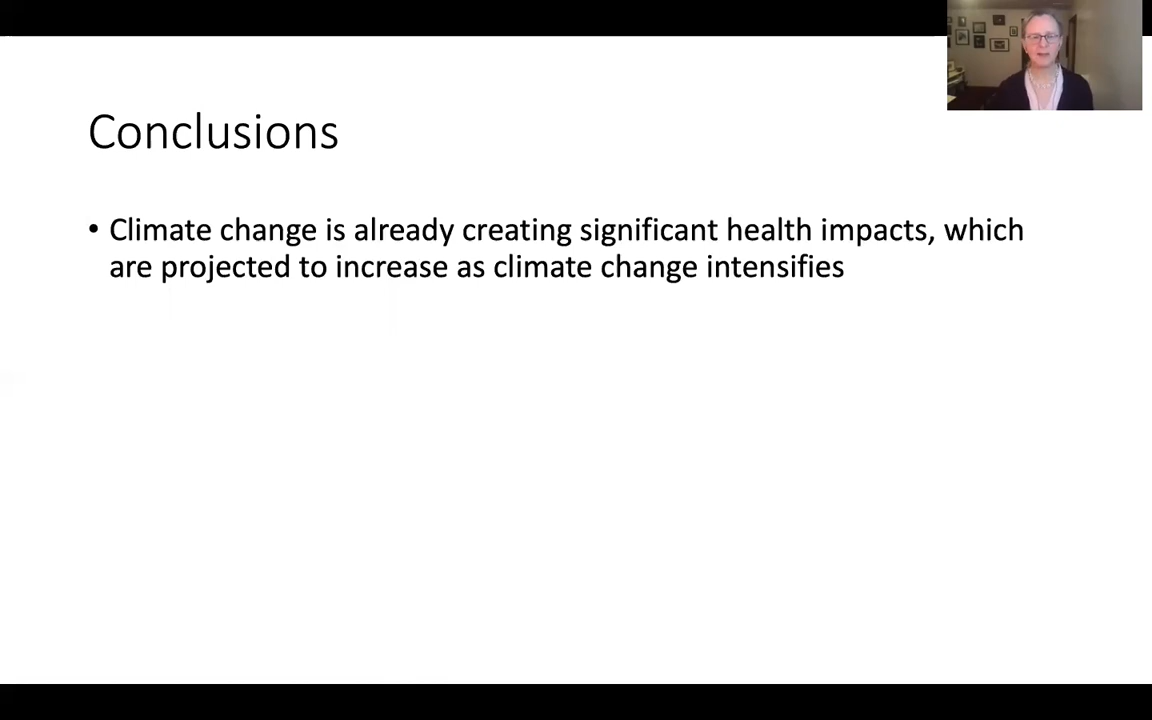 Conclusions
• Climate change is already creating significant health impacts, which
are projected to increase as climate change intensifies